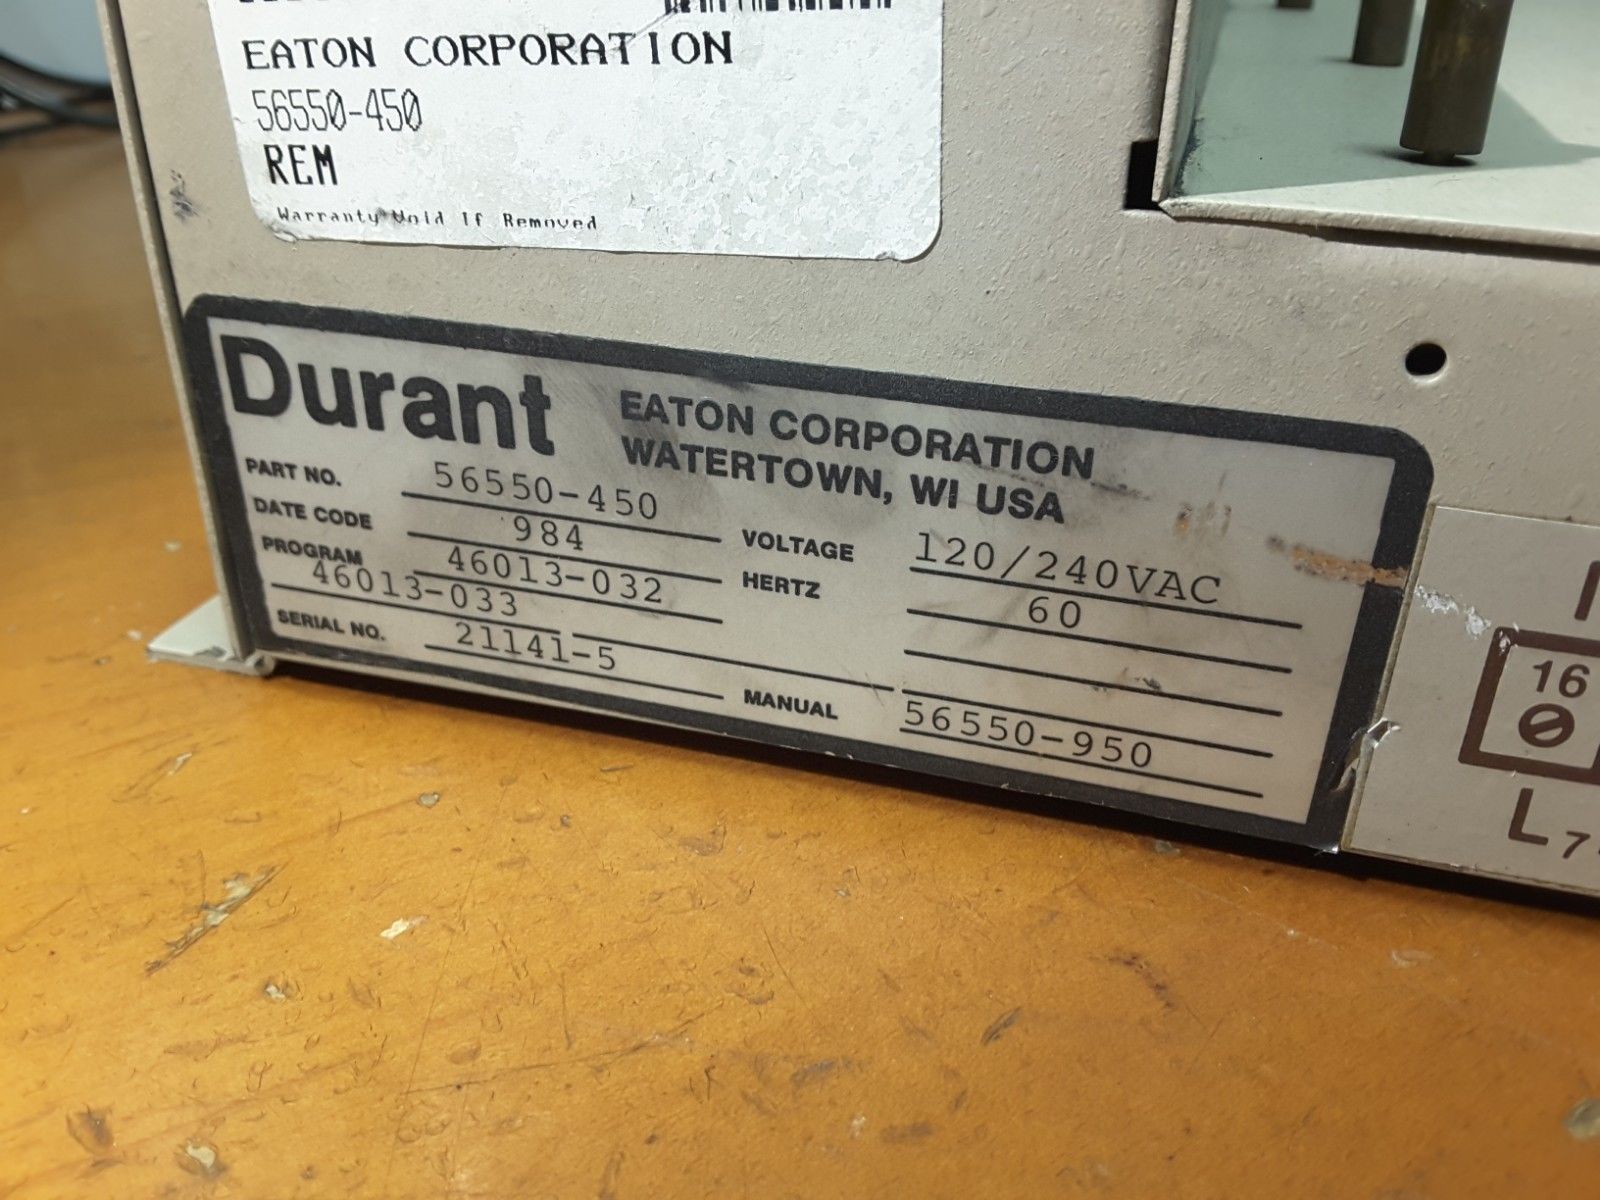 EATON CORPORATION
56550-450
REM
Warranty Void If Removed
Durant
EATON CORPORATION
WATERTOWN, WI USA
PART NO. 56550-450
DATE CODE 984
VOLTAGE 120/240VAC
PROGRAM 46013-032
HERTZ 60
46013-033
SERIAL NO. 21141-5
MANUAL 56550-950
16
L7